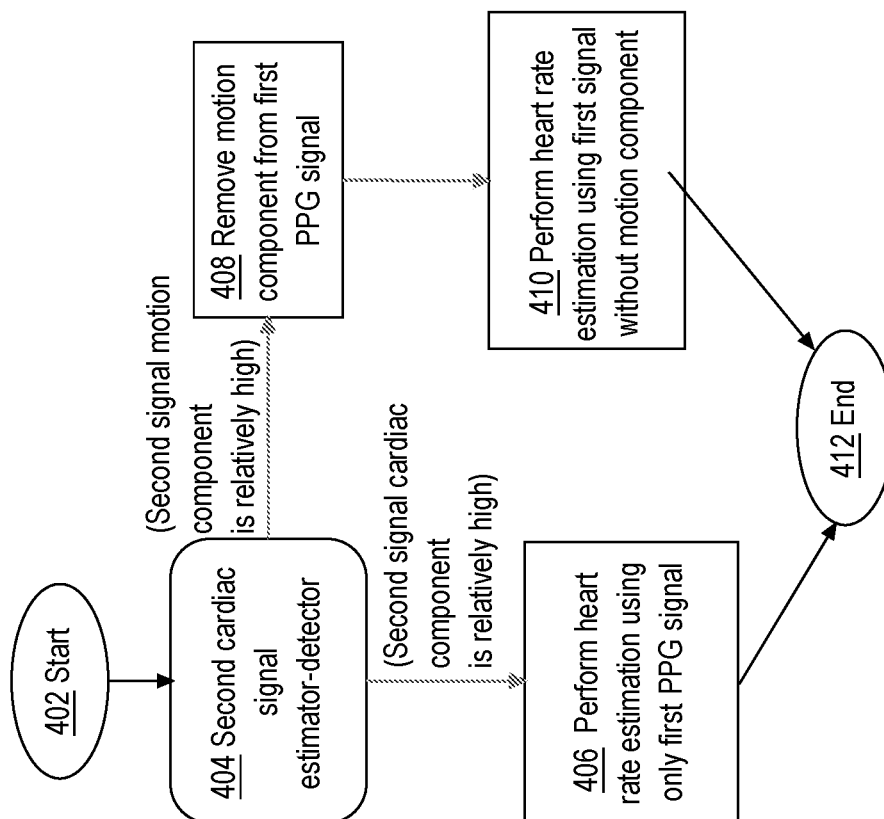 402 Start
404 Second cardiac
signal
estimator-detector
(Second signal motion
component
is relatively high)
408 Remove motion
component from first
PPG signal
(Second signal cardiac
component
is relatively high)
406 Perform heart
rate estimation using
only first PPG signal
410 Perform heart rate
estimation using first signal
without motion component
412 End